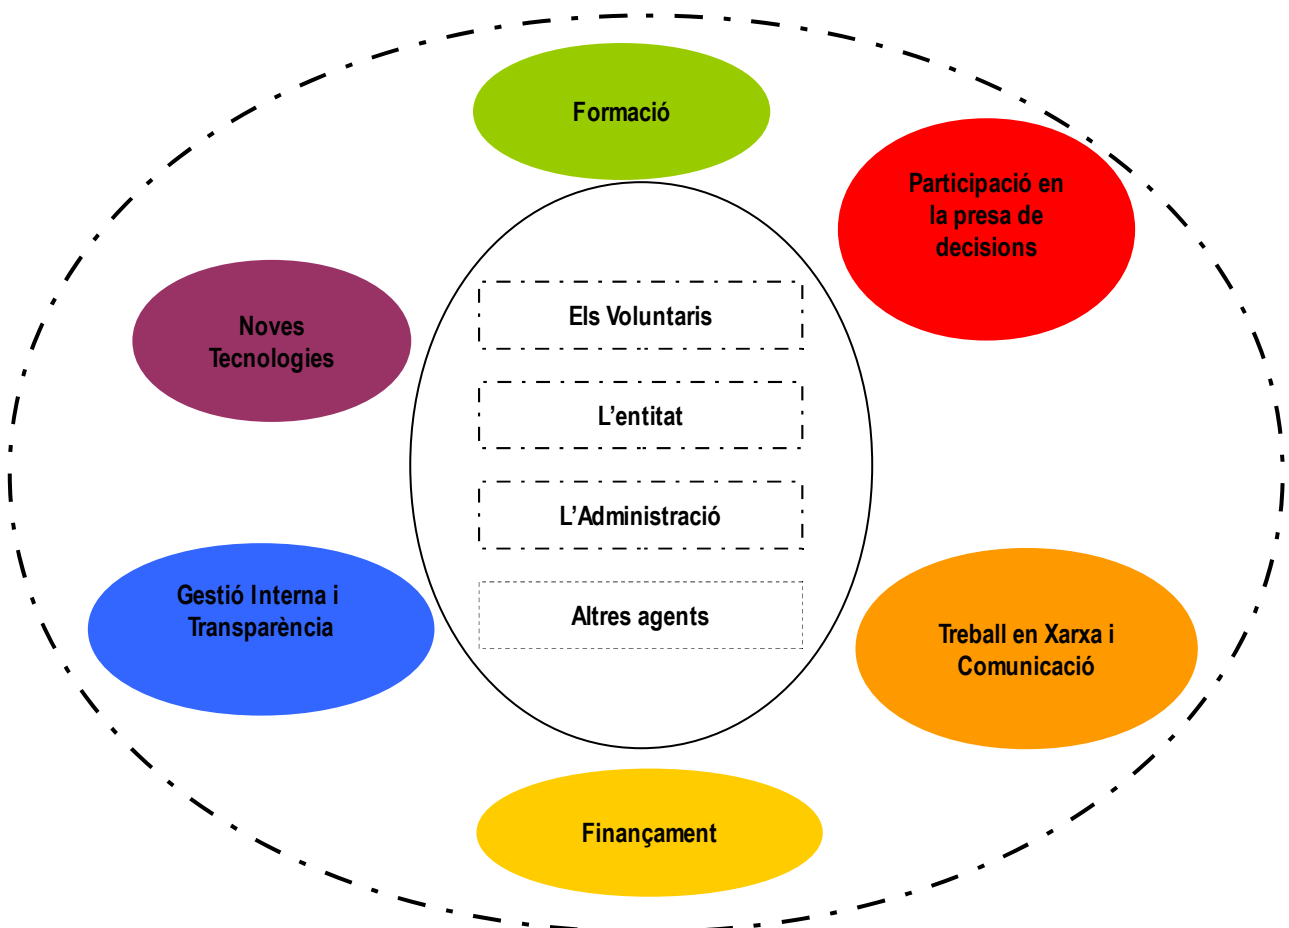 Formació
Participació en
la presa de
decisions
Noves
Tecnologies
Els Voluntaris
L’entitat
L’Administració
Altres agents
Gestió Interna i
Transparència
Treball en Xarxa i
Comunicació
Finançament